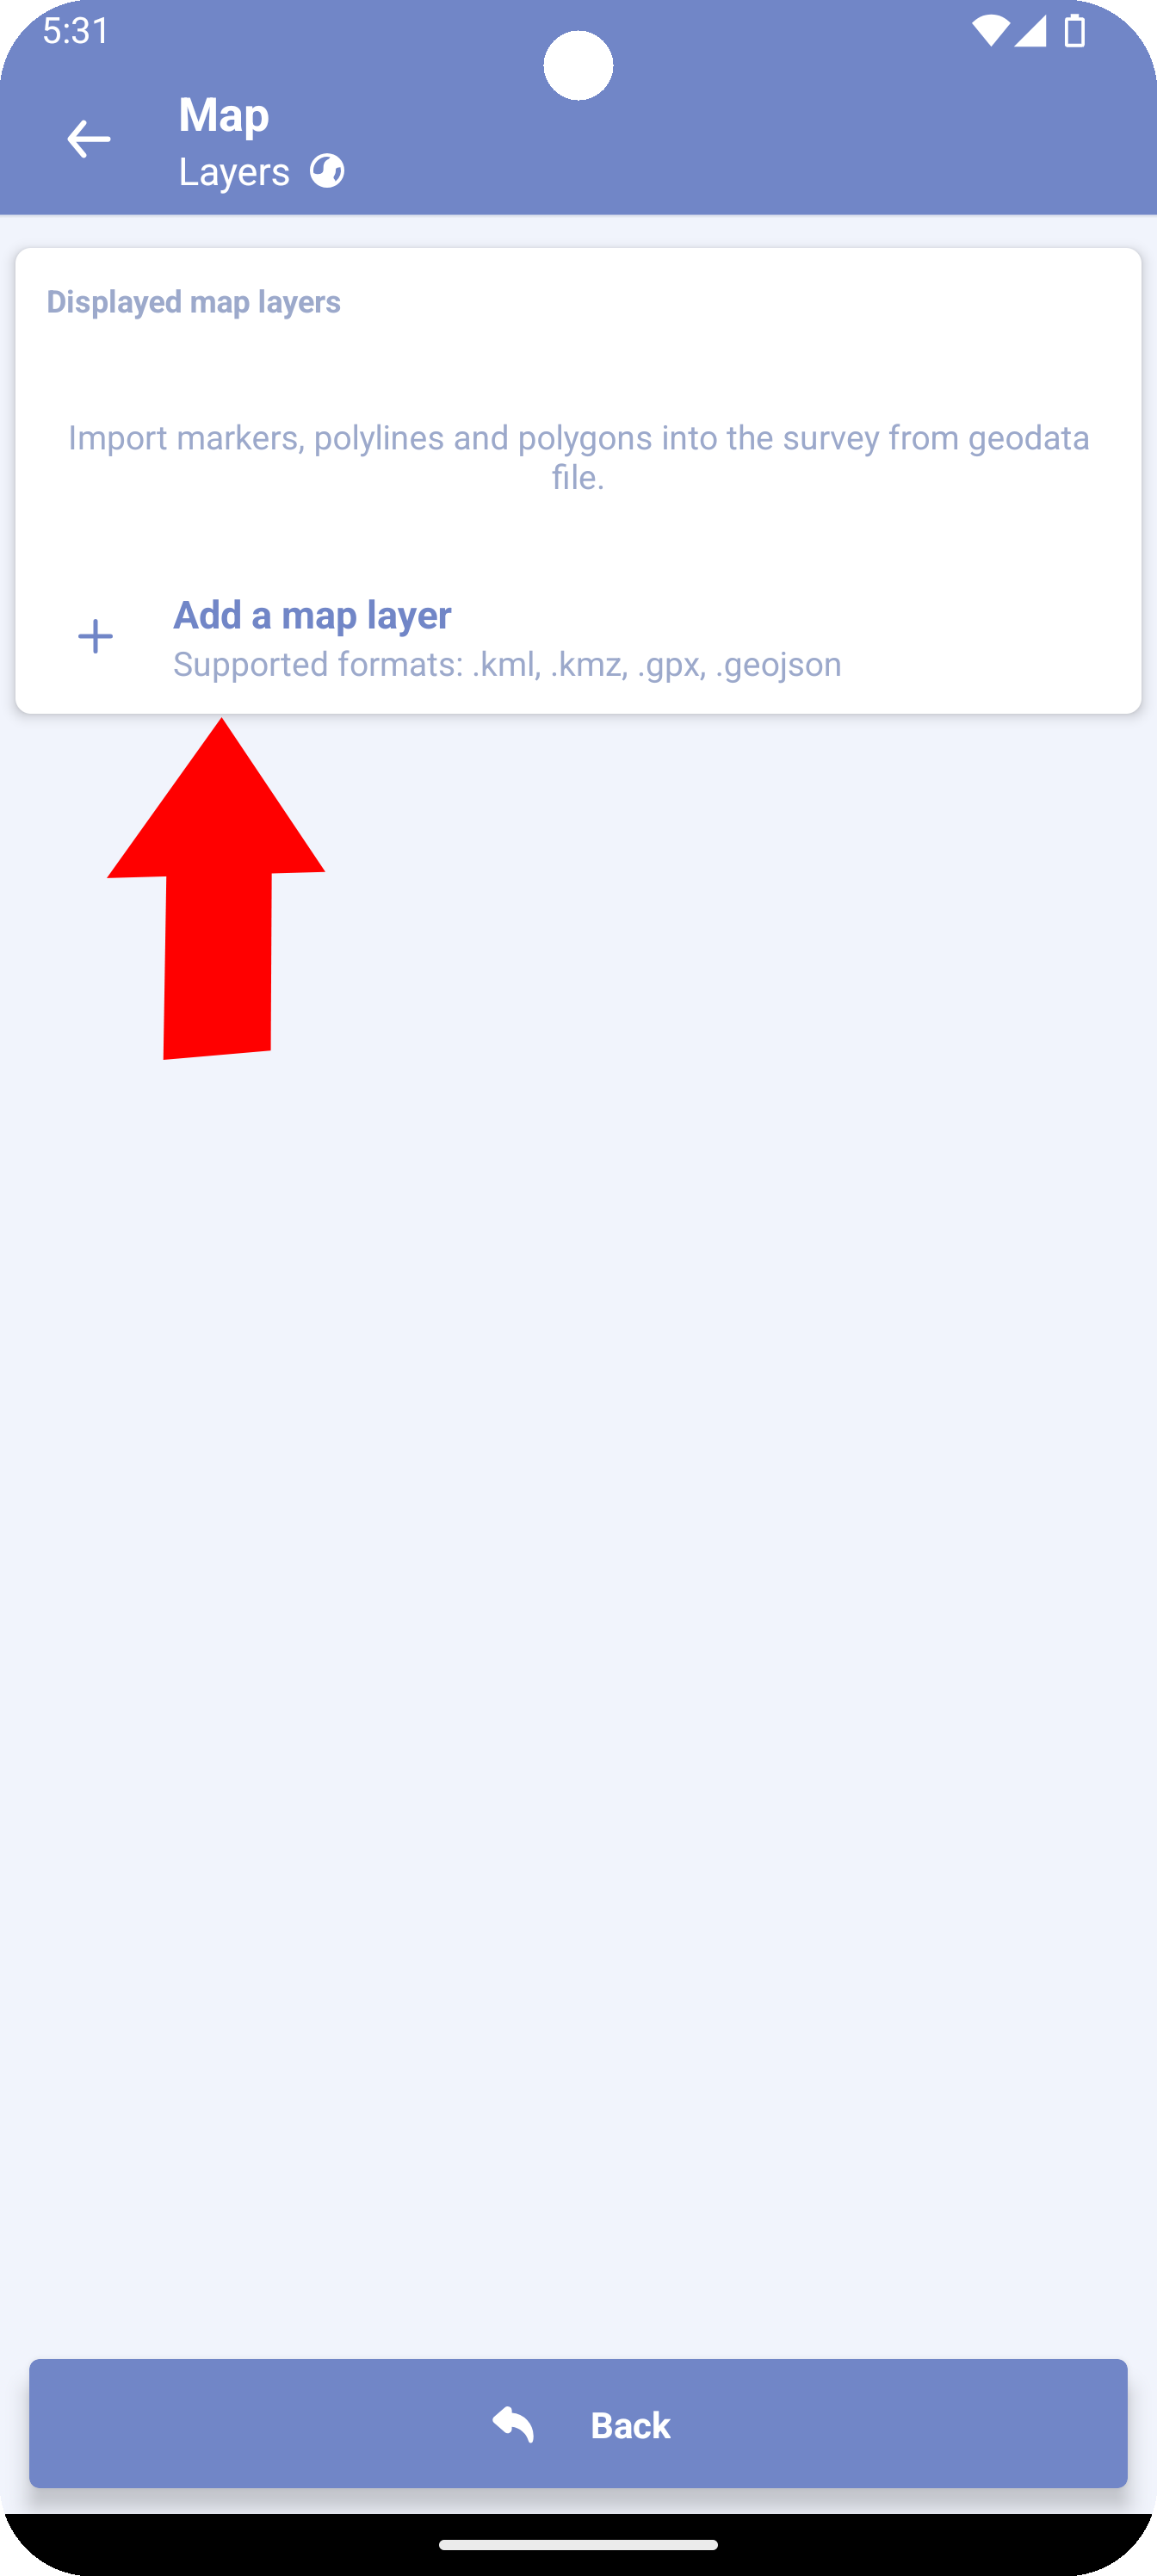 5:31
Map
Layers
Displayed map layers
Import markers, polylines and polygons into the survey from geodata
file.
Add a map layer
Supported formats: .kml, .kmz, .gpx, .geojson
Back